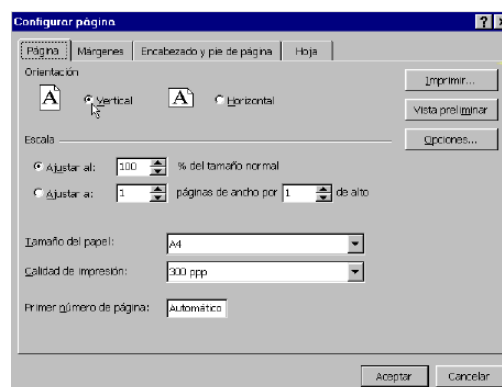 Configurar página
Página Márgenes Encabezado y pie de página Hoja
Orientación
A Vertical A Horizontal
Imprimir...
Vista preliminar
Opciones...
Escala
Ajustar al: 100 % del tamaño normal
Ajustar a: 1 páginas de ancho por 1 de alto
Tamaño del papel: A4
Calidad de impresión: 300 ppp
Primer número de página: Automático
Aceptar Cancelar